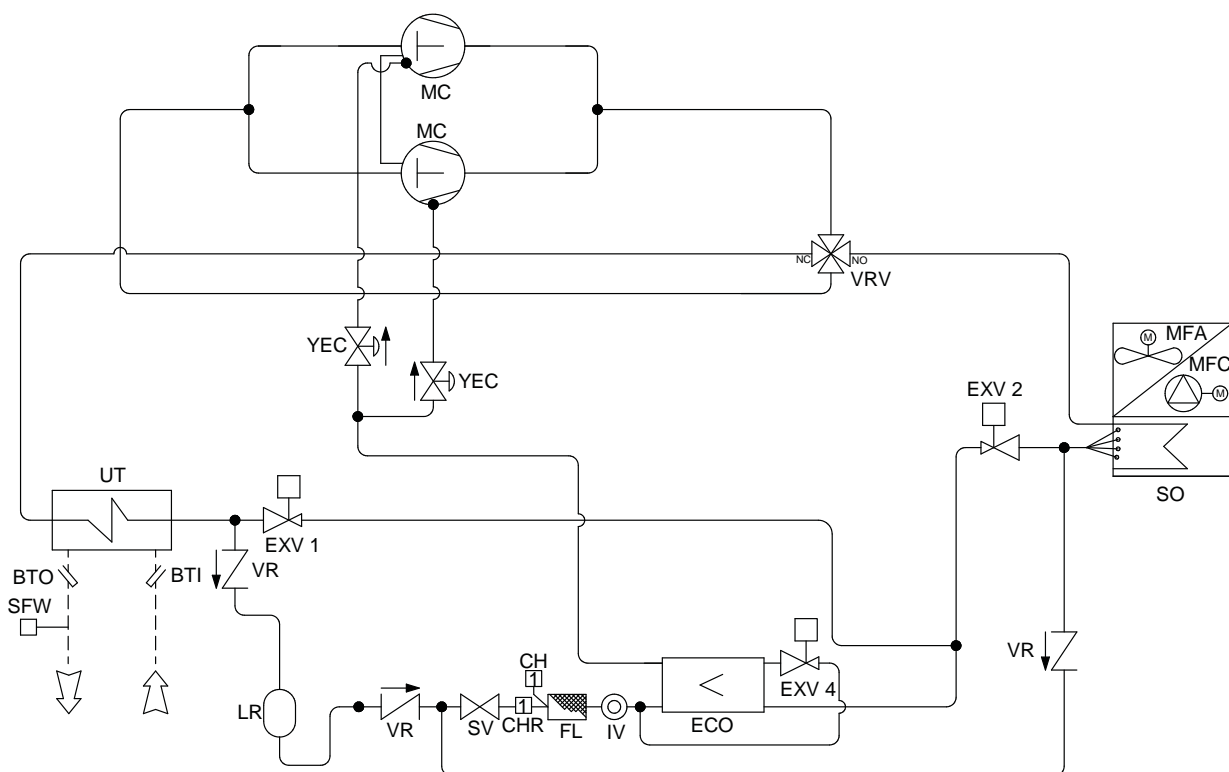 MC
MC
NC
NO
VRV
YEC
YEC
MFA
M
MFC
M
EXV 2
SO
UT
EXV 1
BTO
BTI
VR
SFW
VR
CH
1
EXV 4
LR
VR
SV
1
CHR
FL
IV
ECO